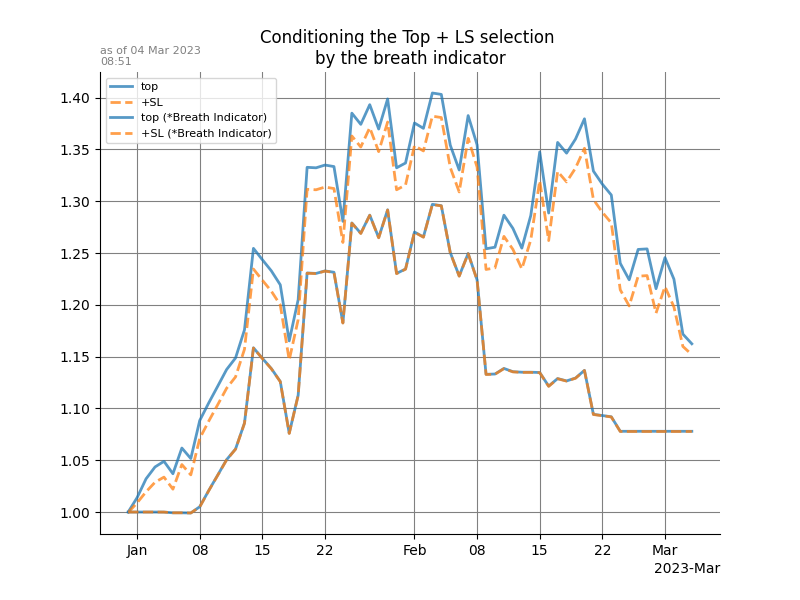 Conditioning the Top + LS selection
by the breath indicator
as of 04 Mar 2023
08:51
top
+SL
top (*Breath Indicator)
+SL (*Breath Indicator)
1.40
1.35
1.30
1.25
1.20
1.15
1.10
1.05
1.00
Jan 08 15 22 Feb 08 15 22 Mar
2023-Mar